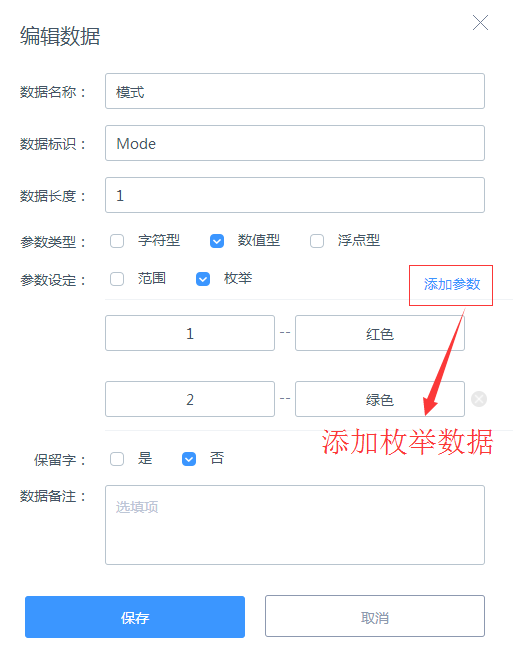 编辑数据
数据名称： 模式
数据标识： Mode
数据长度： 1
参数类型： 字符型 数值型 浮点型
参数设定： 范围 枚举 添加参数
1 -- 红色
2 -- 绿色
添加枚举数据
保留字： 是 否
数据备注： 选填项
保存 取消